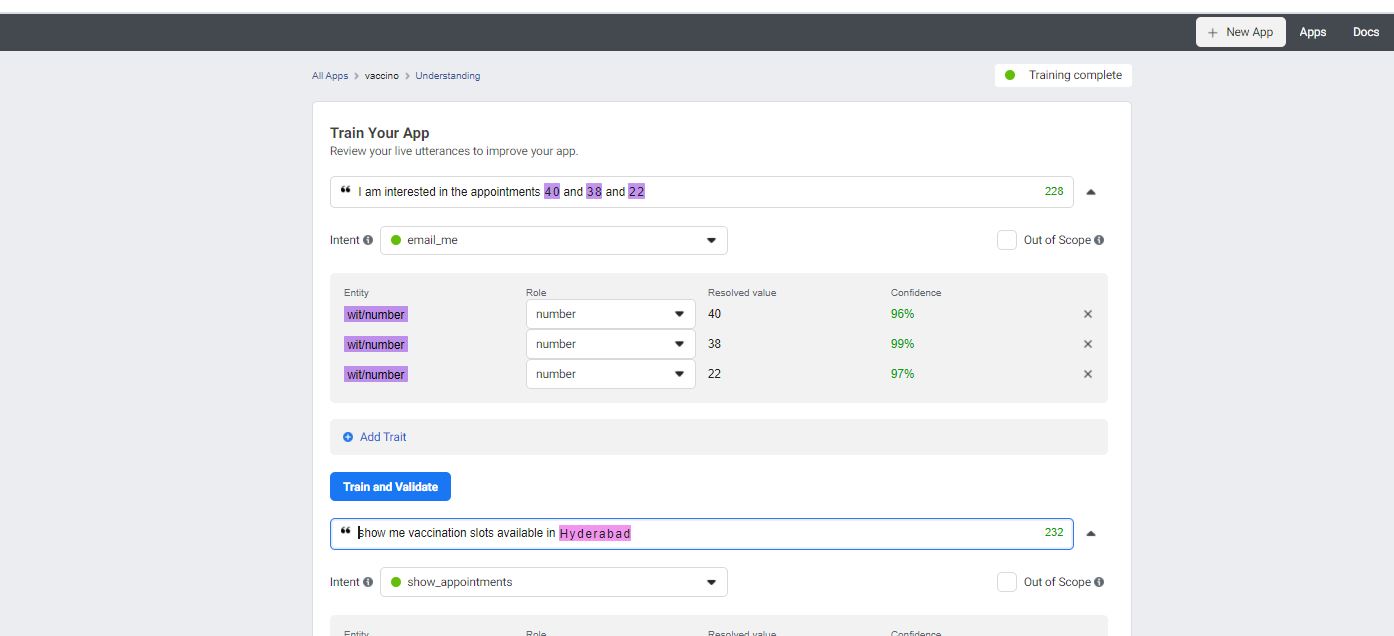 + New App Apps Docs
All Apps > vaccino > Understanding Training complete
Train Your App
Review your live utterances to improve your app.
❝ I am interested in the appointments 40 and 38 and 22 228
Intent email_me Out of Scope
Entity Role Resolved value Confidence
wit/number number 40 96% ×
wit/number number 38 99% ×
wit/number number 22 97% ×
Add Trait
Train and Validate
❝ show me vaccination slots available in Hyderabad 232
Intent show_appointments Out of Scope
Entity Role Resolved value Confidence